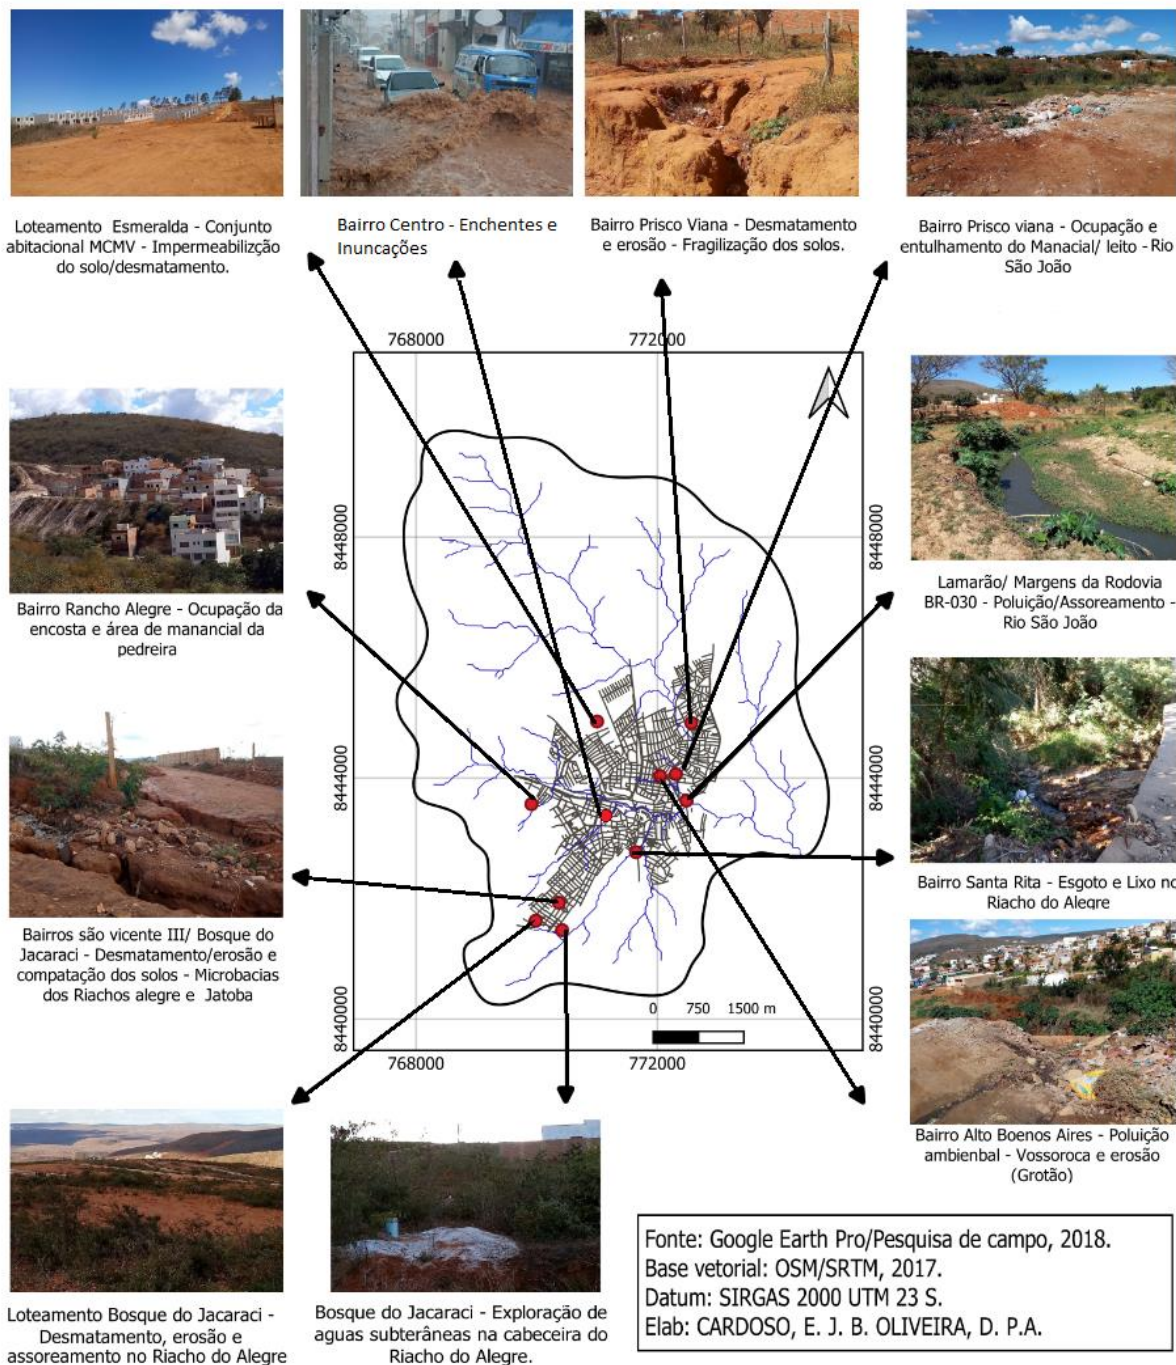 Loteamento Esmeralda - Conjunto
abitacional MCMV - Impermeabilizção
do solo/desmatamento.
Bairro Centro - Enchentes e
Inuncações
Bairro Prisco Viana - Desmatamento
e erosão - Fragilização dos solos.
Bairro Prisco viana - Ocupação e
entulhamento do Manacial/ leito - Rio
São João
768000
772000
8448000
8448000
Bairro Rancho Alegre - Ocupação da
encosta e área de manancial da
pedreira
Lamarão/ Margens da Rodovia
BR-030 - Poluição/Assoreamento -
Rio São João
8444000
8444000
Bairro Santa Rita - Esgoto e Lixo no
Riacho do Alegre
Bairros são vicente III/ Bosque do
Jacaraci - Desmatamento/erosão e
compatação dos solos - Microbacias
dos Riachos alegre e Jatoba
8440000
8440000
0 750 1500 m
768000
772000
Bairro Alto Boenos Aires - Poluição
ambienbal - Vossoroca e erosão
(Grotão)
Loteamento Bosque do Jacaraci -
Desmatamento, erosão e
assoreamento no Riacho do Alegre
Bosque do Jacaraci - Exploração de
aguas subterâneas na cabeceira do
Riacho do Alegre.
Fonte: Google Earth Pro/Pesquisa de campo, 2018.
Base vetorial: OSM/SRTM, 2017.
Datum: SIRGAS 2000 UTM 23 S.
Elab: CARDOSO, E. J. B. OLIVEIRA, D. P.A.